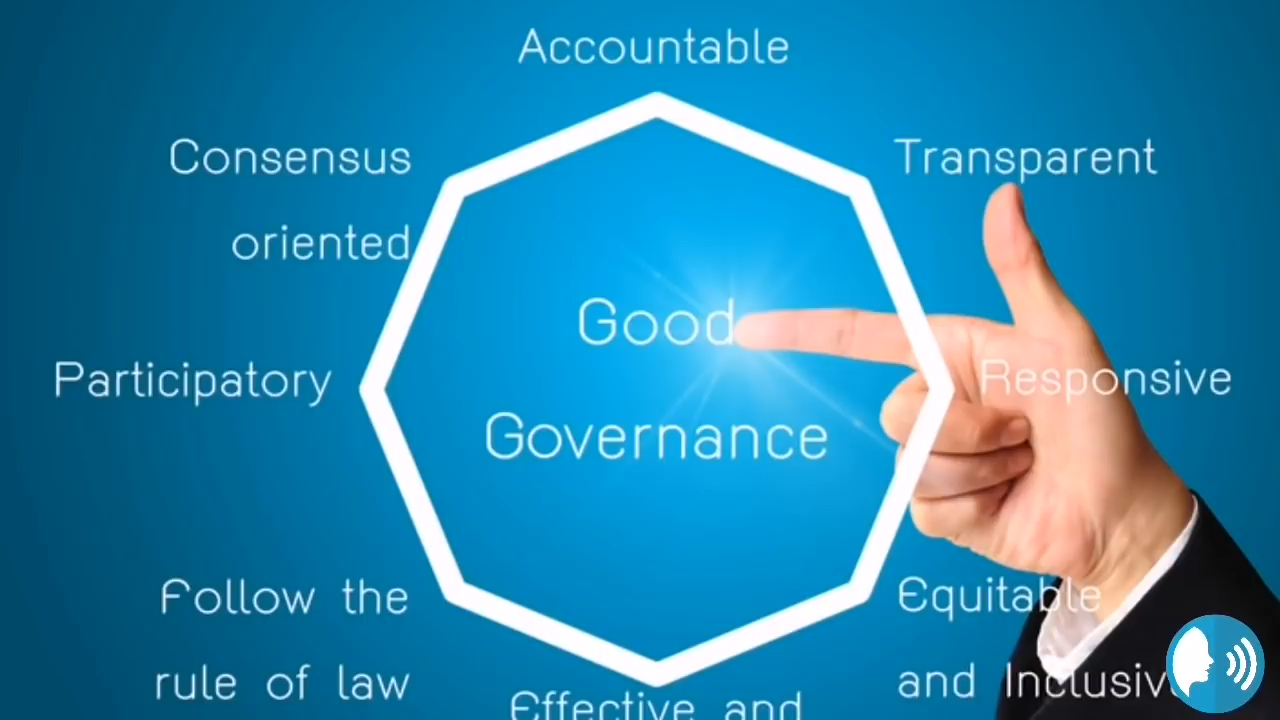 Accountable
Consensus
oriented
Transparent
Good
Governance
Participatory
Responsive
Follow the
rule of law
Equitable
and Inclusive
Effective and